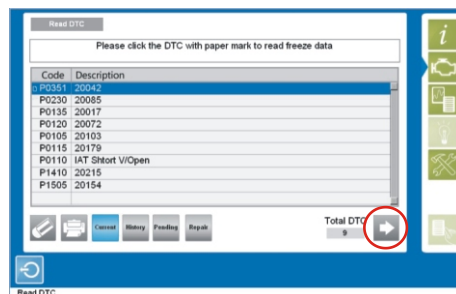 Read DTC
Please click the DTC with paper mark to read freeze data
Code Description
P0351 20042
P0230 20085
P0135 20017
P0120 20072
P0105 20103
P0115 20179
P0110 IAT Shtort V/Open
P1410 20215
P1505 20154
Current History Pending Repair
Total DTC
9
Read DTC